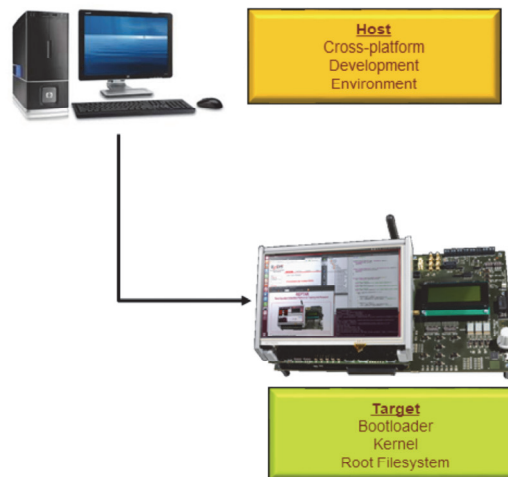 Host
Cross-platform
Development
Environment
Target
Bootloader
Kernel
Root Filesystem